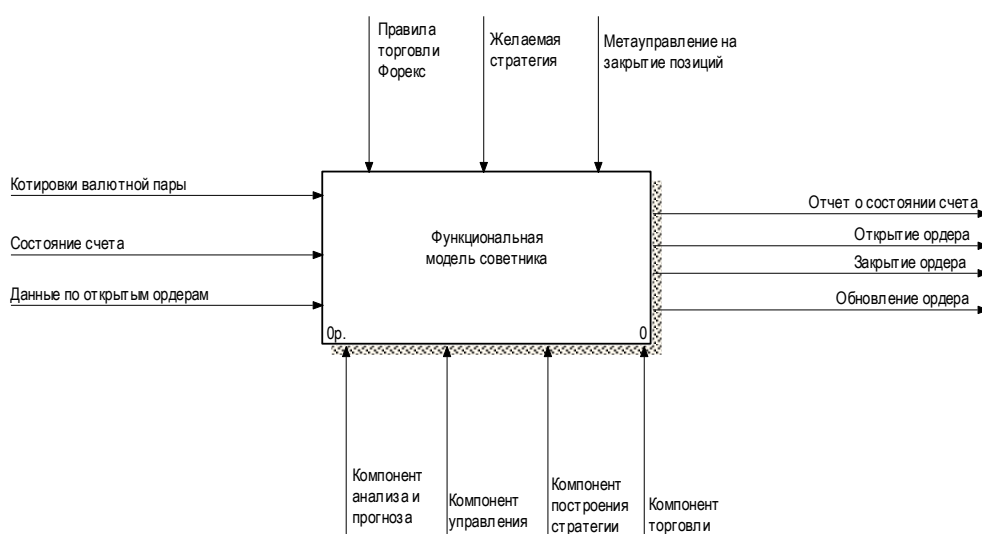 Правила
торговли
Форекс
Желаемая
стратегия
Метауправление на
закрытие позиций
Котировки валютной пары
Состояние счета
Данные по открытым ордерам
Функциональная
модель советника
0р.
0
Отчет о состоянии счета
Открытие ордера
Закрытие ордера
Обновление ордера
Компонент
анализа и
прогноза
Компонент
управления
Компонент
построения
стратегии
Компонент
торговли